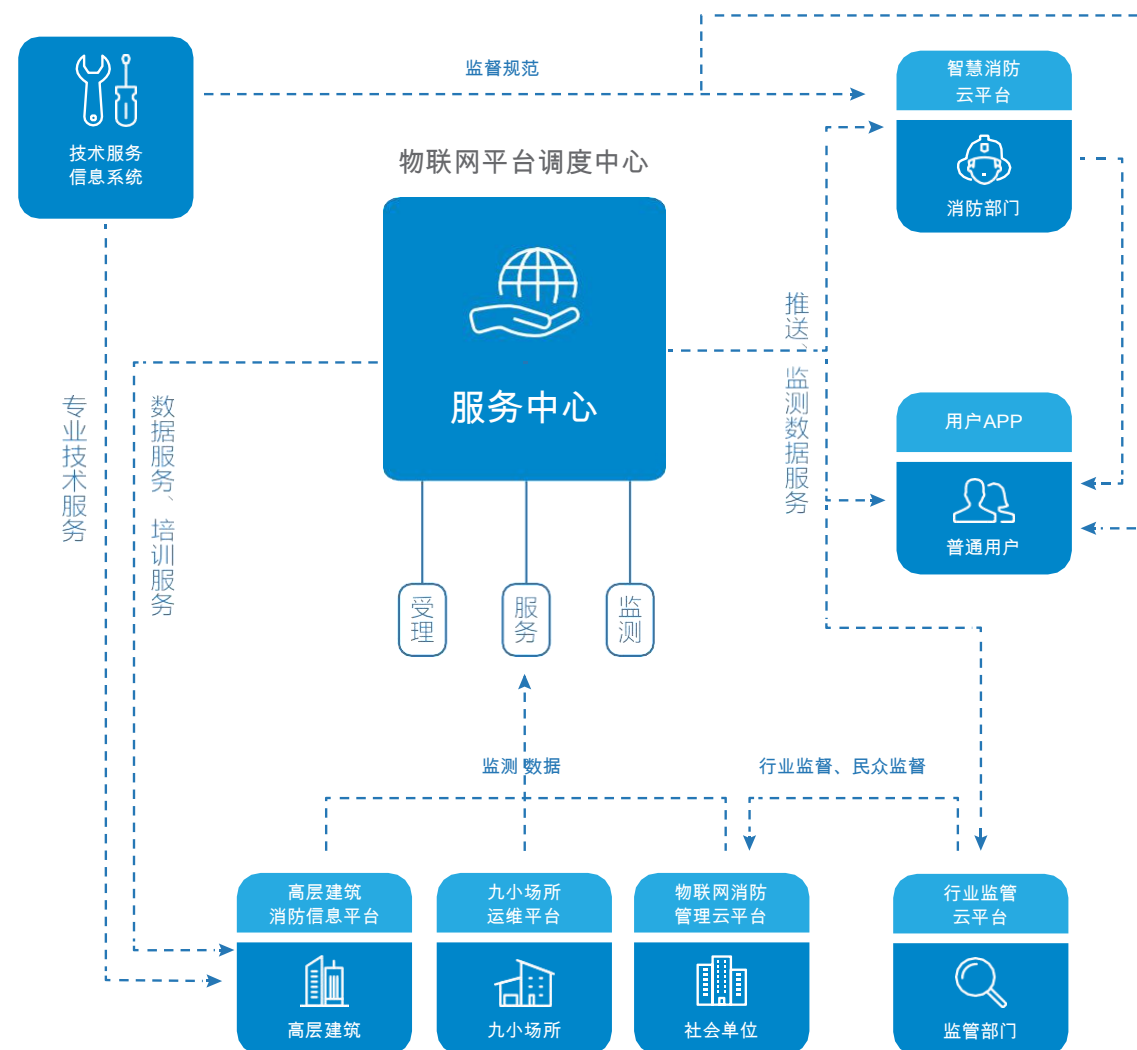 监督规范
智慧消防
云平台
消防部门
技术服务
信息系统
物联网平台调度中心
服务中心
推送、监测数据服务
专业技术服务
数据服务、培训服务
用户APP
普通用户
受理
服务
监测
监测 数据
行业监督、民众监督
高层建筑
消防信息平台
高层建筑
九小场所
运维平台
九小场所
物联网消防
管理云平台
社会单位
行业监管
云平台
监管部门